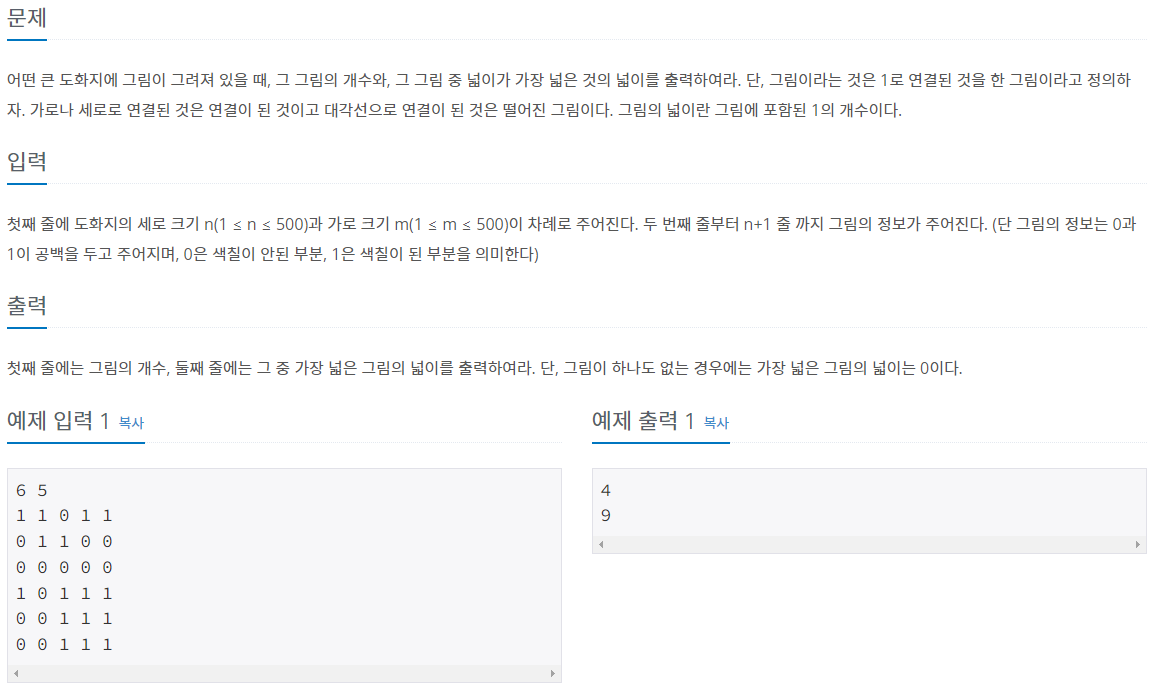 문제
어떤 큰 도화지에 그림이 그려져 있을 때, 그 그림의 개수와, 그 그림 중 넓이가 가장 넓은 것의 넓이를 출력하여라. 단, 그림이라는 것은 1로 연결된 것을 한 그림이라고 정의하
자. 가로나 세로로 연결된 것은 연결이 된 것이고 대각선으로 연결이 된 것은 떨어진 그림이다. 그림의 넓이란 그림에 포함된 1의 개수이다.
입력
첫째 줄에 도화지의 세로 크기 n(1 ≤ n ≤ 500)과 가로 크기 m(1 ≤ m ≤ 500)이 차례로 주어진다. 두 번째 줄부터 n+1 줄 까지 그림의 정보가 주어진다. (단 그림의 정보는 0과
1이 공백을 두고 주어지며, 0은 색칠이 안된 부분, 1은 색칠이 된 부분을 의미한다)
출력
첫째 줄에는 그림의 개수, 둘째 줄에는 그 중 가장 넓은 그림의 넓이를 출력하여라. 단, 그림이 하나도 없는 경우에는 가장 넓은 그림의 넓이는 0이다.
예제 입력 1 복사
6 5
1 1 0 1 1
0 1 1 0 0
0 0 0 0 0
1 0 1 1 1
0 0 1 1 1
0 0 1 1 1
예제 출력 1 복사
4
9